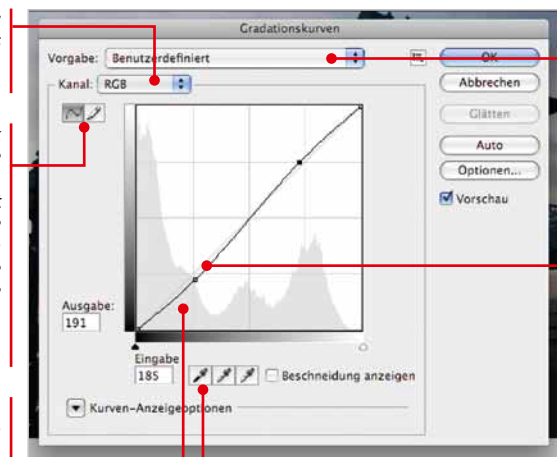 Gradationskurven
Vorgabe: Benutzerdefiniert
OK
Kanal: RGB
Abbrechen
Glätten
Auto
Optionen...
Vorschau
Ausgabe:
191
Eingabe
185
Beschneidung anzeigen
Kurven-Anzeigeoptionen